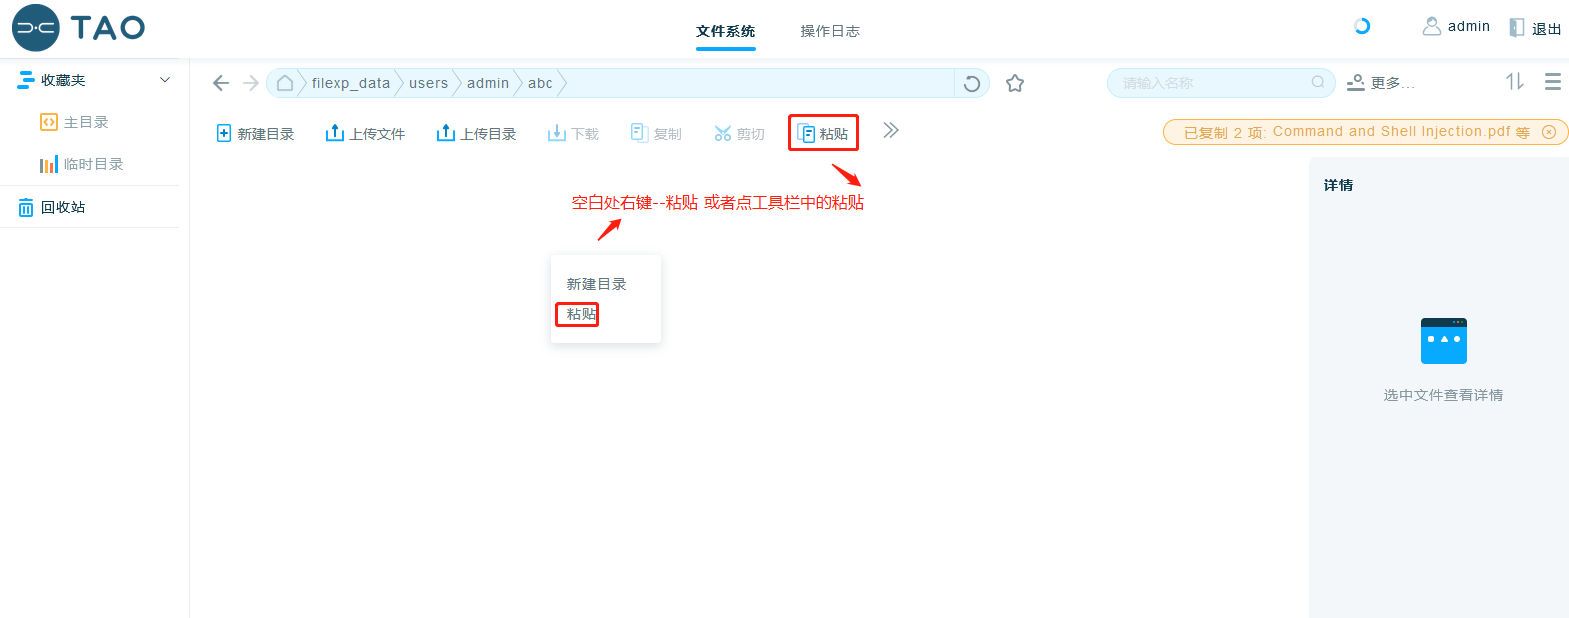 TAO
文件系统
操作日志
admin
退出
收藏夹
filexp_data users admin abc
请输入名称
更多...
主目录
临时目录
回收站
新建目录
上传文件
上传目录
下载
复制
剪切
粘贴
已复制 2 项: Command and Shell Injection.pdf 等
空白处右键--粘贴 或者点工具栏中的粘贴
新建目录
粘贴
详情
选中文件查看详情